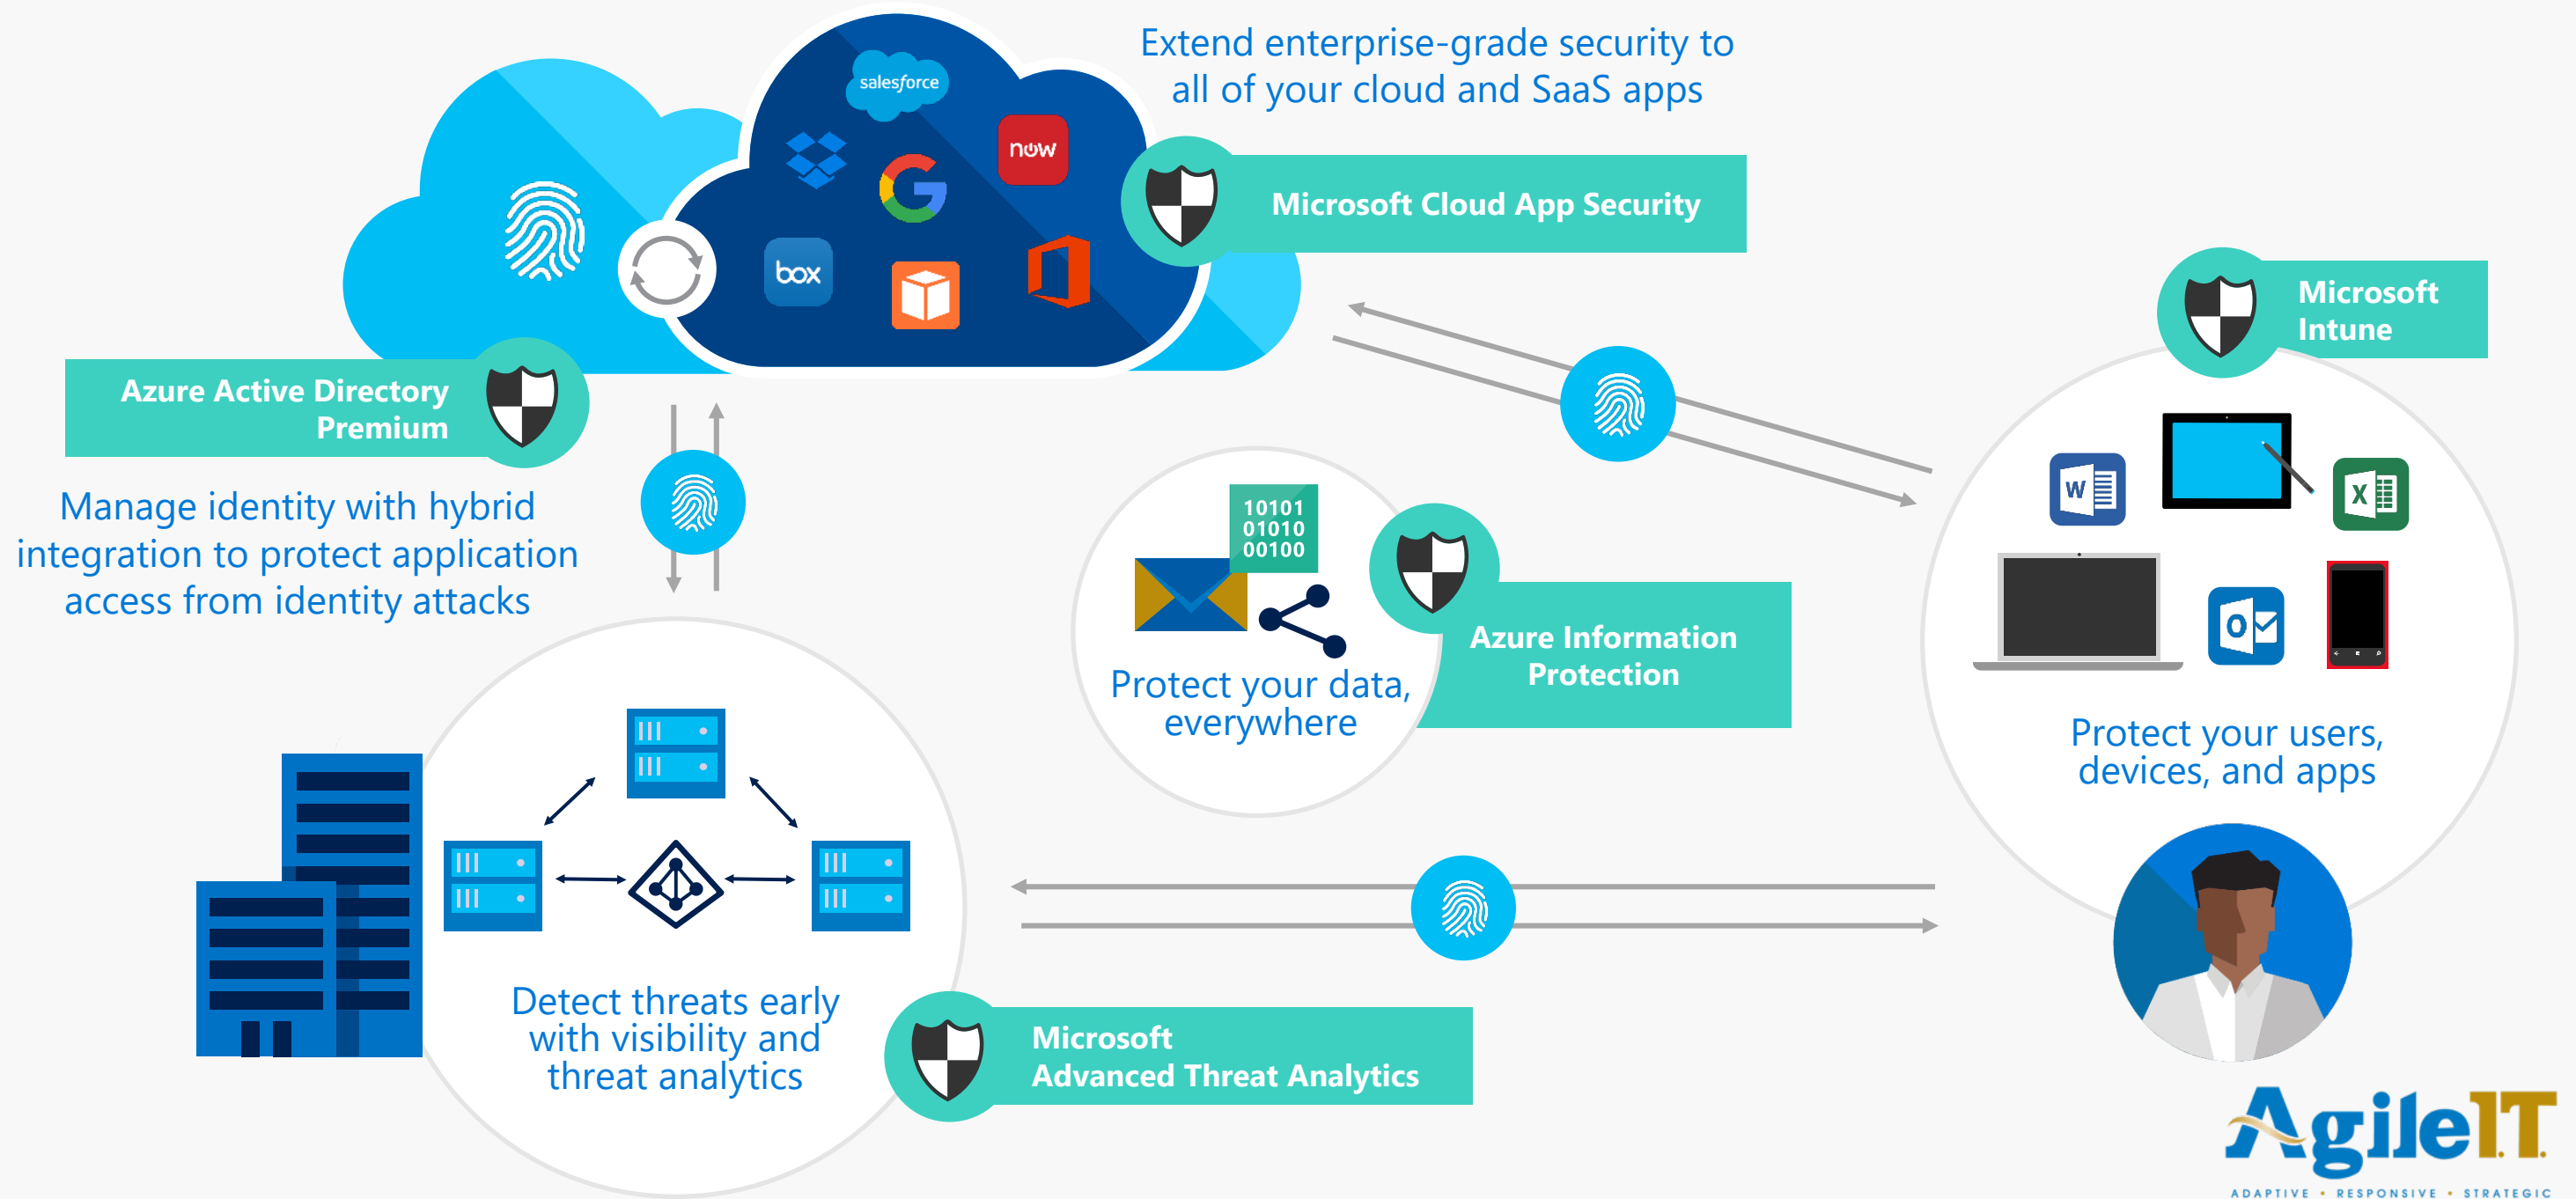 Extend enterprise-grade security to
all of your cloud and SaaS apps
salesforce
now
box
Microsoft Cloud App Security
Microsoft
Intune
Azure Active Directory
Premium
Manage identity with hybrid
integration to protect application
access from identity attacks
10101
01010
00100
W
X
O
Azure Information
Protection
Protect your data,
everywhere
Protect your users,
devices, and apps
Detect threats early
with visibility and
threat analytics
Microsoft
Advanced Threat Analytics
AgileI.T.
ADAPTIVE • RESPONSIVE • STRATEGIC